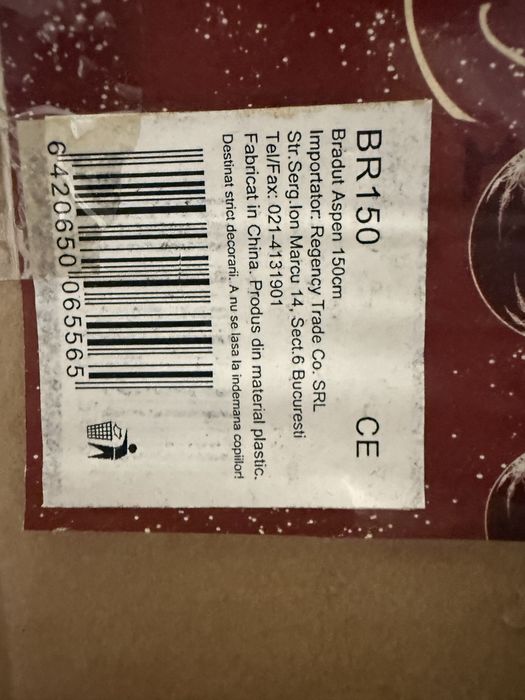 BR150 CE
Bradut Aspen 150cm
Importator: Regency Trade Co. SRL
Str.Serg.Ion Marcu 14, Sect.6 Bucuresti
Tel/Fax: 021-4131901
Fabricat in China. Produs din material plastic.
Destinat strict decorarii. A nu se lasa la indemana copiilor!
6 420650 065565